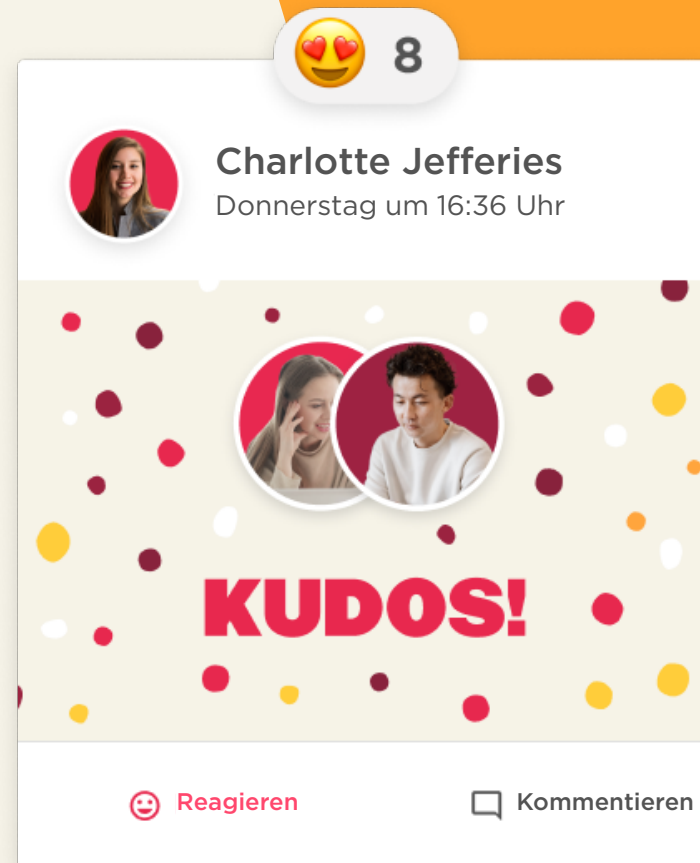 8
Charlotte Jefferies
Donnerstag um 16:36 Uhr
KUDOS!
Reagieren
Kommentieren